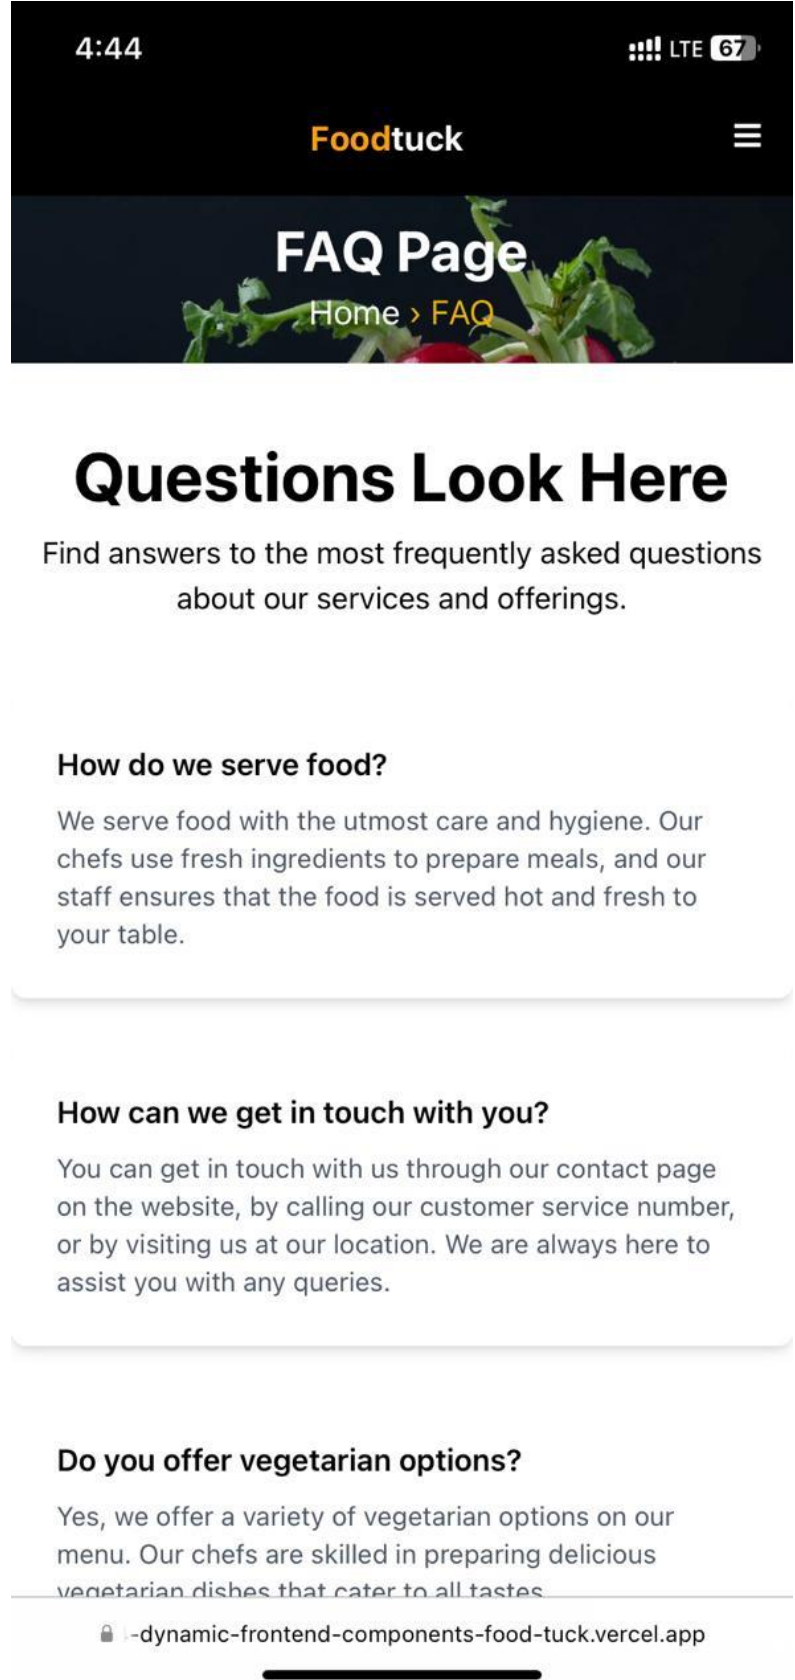 4:44
LTE 67
Foodtuck
FAQ Page
Home › FAQ
Questions Look Here
Find answers to the most frequently asked questions
about our services and offerings.
How do we serve food?
We serve food with the utmost care and hygiene. Our
chefs use fresh ingredients to prepare meals, and our
staff ensures that the food is served hot and fresh to
your table.
How can we get in touch with you?
You can get in touch with us through our contact page
on the website, by calling our customer service number,
or by visiting us at our location. We are always here to
assist you with any queries.
Do you offer vegetarian options?
Yes, we offer a variety of vegetarian options on our
menu. Our chefs are skilled in preparing delicious
vegetarian dishes that cater to all tastes
-dynamic-frontend-components-food-tuck.vercel.app